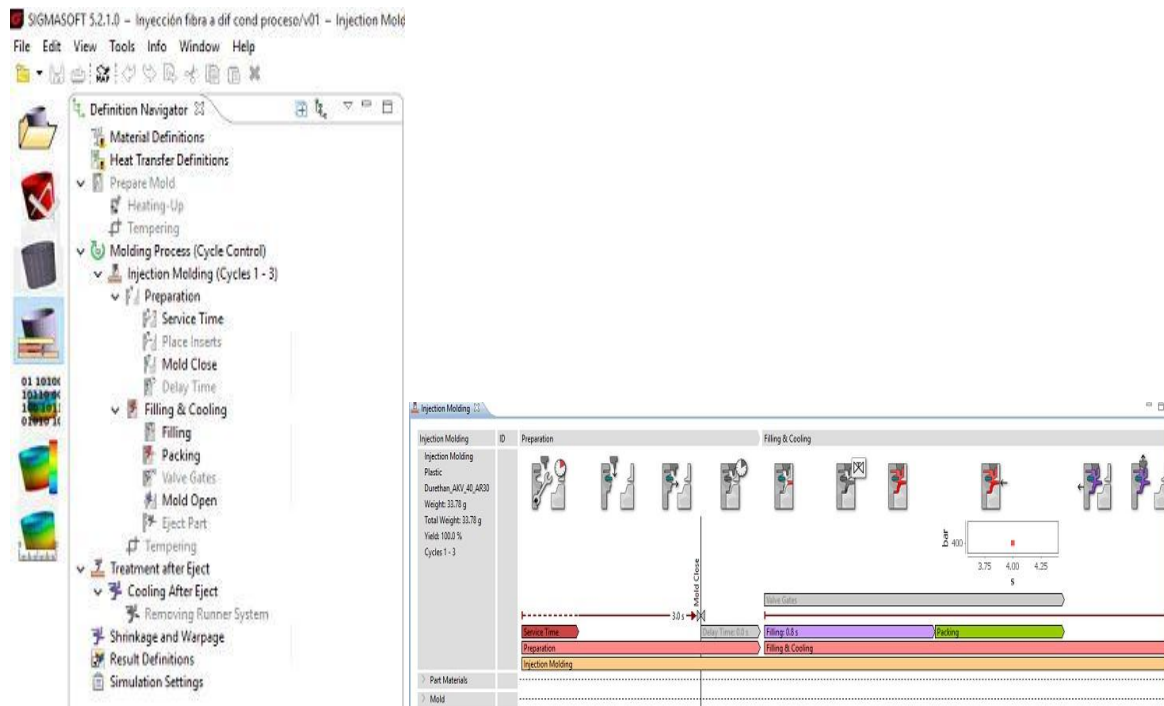 SIGMASOFT 5.2.1.0 – Inyección fibra a dif cond proceso/v01 – Injection Mold
File Edit View Tools Info Window Help
Definition Navigator
Material Definitions
Heat Transfer Definitions
Prepare Mold
Heating-Up
Tempering
Molding Process (Cycle Control)
Injection Molding (Cycles 1 - 3)
Preparation
Service Time
Place Inserts
Mold Close
Delay Time
Filling & Cooling
Filling
Packing
Valve Gates
Mold Open
Eject Part
Tempering
Treatment after Eject
Cooling After Eject
Removing Runner System
Shrinkage and Warpage
Result Definitions
Simulation Settings
Injection Molding
Injection Molding ID Preparation Filling & Cooling
Injection Molding
Plastic
Durethan_AKV_40_AR30
Weight: 33.78 g
Total Weight: 33.78 g
Yield: 100.0 %
Cycles 1 - 3
bar
400
3.75 4.00 4.25
s
Mold Close
Valve Gates
3.0 s
Service Time Delay Time: 0.0 s Filling: 0.8 s Packing
Preparation Filling & Cooling
Injection Molding
Part Materials
Mold